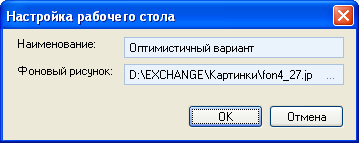 Настройка рабочего стола
Наименование: Оптимистичный вариант
Фоновый рисунок: D:\EXCHANGE\Картинки\fon4_27.jp ...
OK Отмена